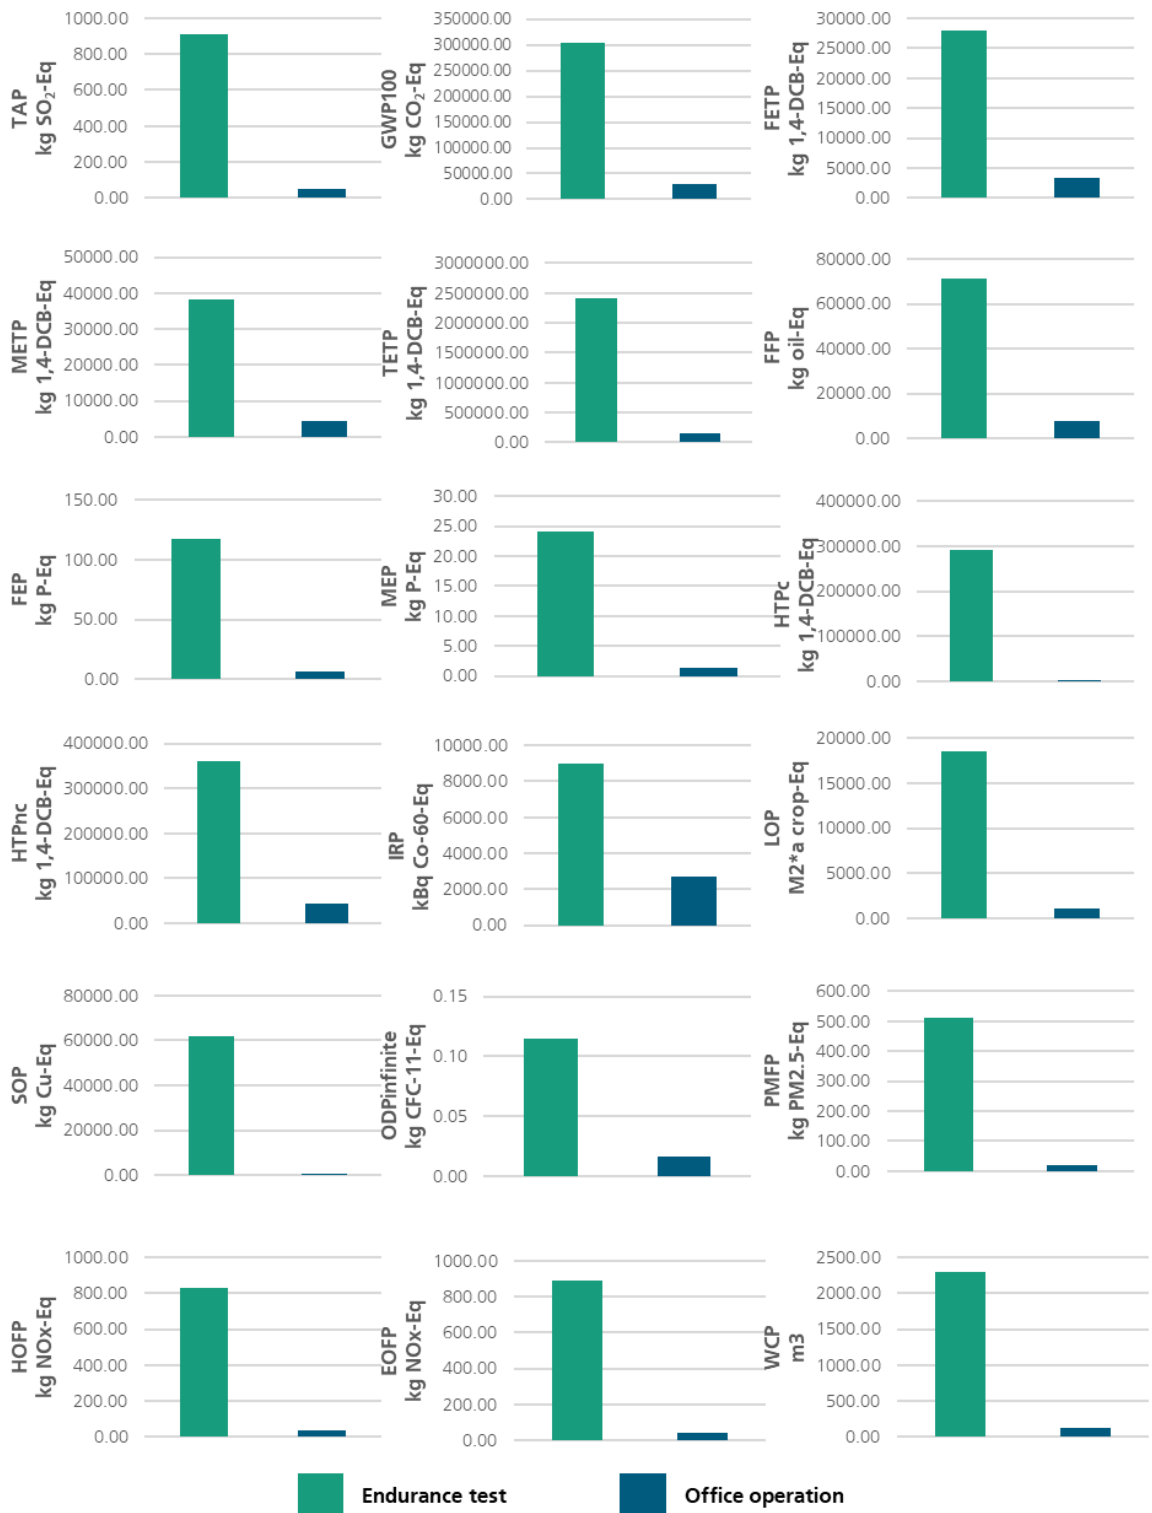 TAP
kg SO₂-Eq
1000.00
800.00
600.00
400.00
200.00
0.00
GWP100
kg CO₂-Eq
350000.00
300000.00
250000.00
200000.00
150000.00
100000.00
50000.00
0.00
FETP
kg 1,4-DCB-Eq
30000.00
25000.00
20000.00
15000.00
10000.00
5000.00
0.00
METP
kg 1,4-DCB-Eq
50000.00
40000.00
30000.00
20000.00
10000.00
0.00
TETP
kg 1,4-DCB-Eq
3000000.00
2500000.00
2000000.00
1500000.00
1000000.00
500000.00
0.00
FFP
kg oil-Eq
80000.00
60000.00
40000.00
20000.00
0.00
FEP
kg P-Eq
150.00
100.00
50.00
0.00
MEP
kg P-Eq
30.00
25.00
20.00
15.00
10.00
5.00
0.00
HTPc
kg 1,4-DCB-Eq
400000.00
300000.00
200000.00
100000.00
0.00
HTPnc
kg 1,4-DCB-Eq
400000.00
300000.00
200000.00
100000.00
0.00
IRP
kBq Co-60-Eq
10000.00
8000.00
6000.00
4000.00
2000.00
0.00
LOP
M2*a crop-Eq
20000.00
15000.00
10000.00
5000.00
0.00
SOP
kg Cu-Eq
80000.00
60000.00
40000.00
20000.00
0.00
ODPinfinite
kg CFC-11-Eq
0.15
0.10
0.05
0.00
PMFP
kg PM2.5-Eq
600.00
500.00
400.00
300.00
200.00
100.00
0.00
HOFP
kg NOx-Eq
1000.00
800.00
600.00
400.00
200.00
0.00
EOFP
kg NOx-Eq
1000.00
800.00
600.00
400.00
200.00
0.00
WCP
m3
2500.00
2000.00
1500.00
1000.00
500.00
0.00
Endurance test
Office operation